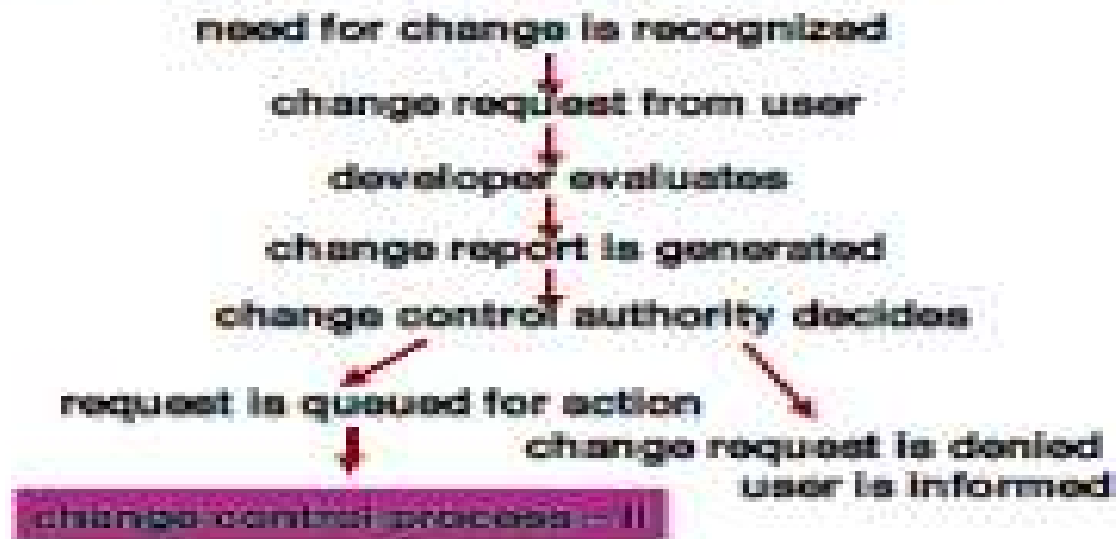 need for change is recognized
change request from user
developer evaluates
change report is generated
change control authority decides
request is queued for action
change request is denied
user is informed
change control process - II